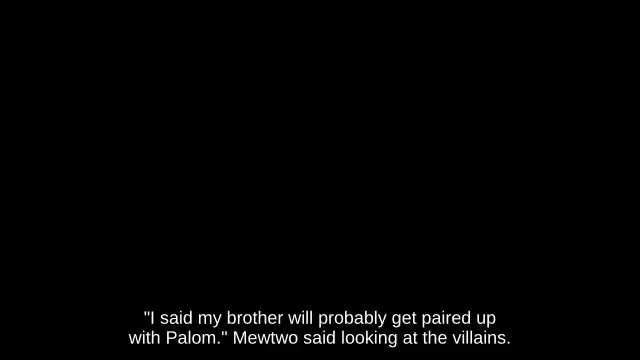 "I said my brother will probably get paired up
with Palom." Mewtwo said looking at the villains.